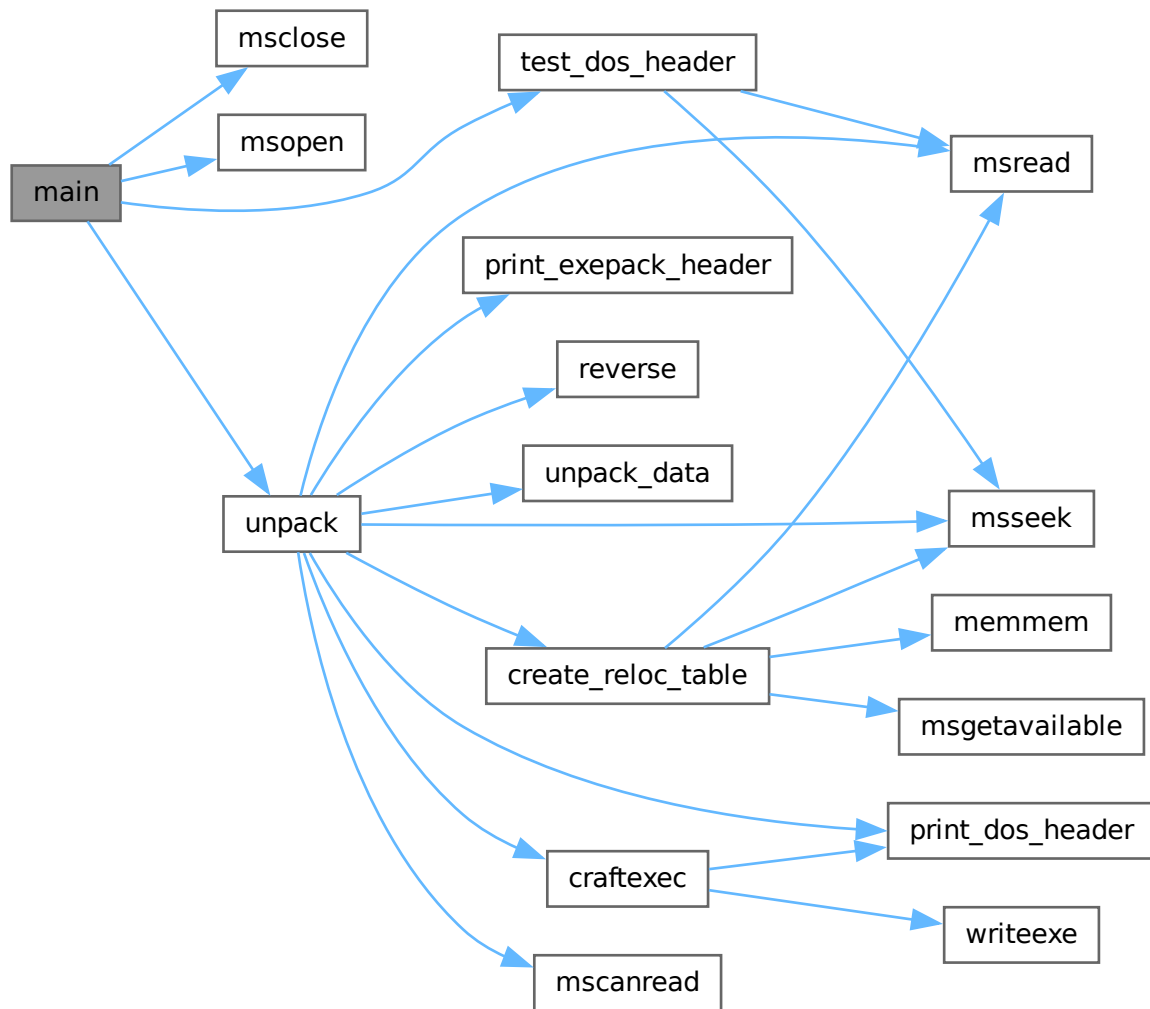 msclose
test_dos_header
msopen
msread
main
print_exepack_header
reverse
unpack_data
unpack
msseek
memmem
create_reloc_table
msgetavailable
print_dos_header
craftexec
writeexe
mscanread